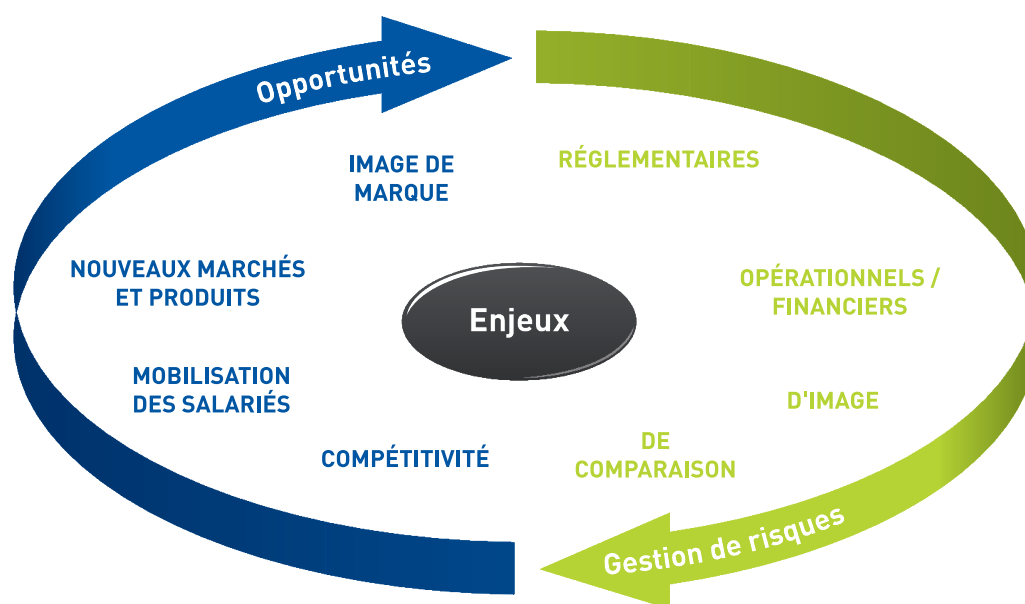 Opportunités
IMAGE DE
MARQUE
RÉGLEMENTAIRES
NOUVEAUX MARCHÉS
ET PRODUITS
OPÉRATIONNELS /
FINANCIERS
Enjeux
MOBILISATION
DES SALARIÉS
D'IMAGE
COMPÉTITIVITÉ
DE
COMPARAISON
Gestion de risques